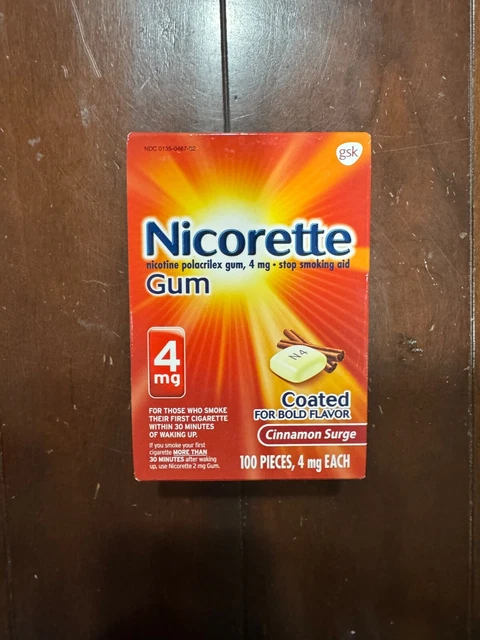 NDC 0135-0467-02
gsk
Nicorette
nicotine polacrilex gum, 4 mg • stop smoking aid
Gum
4
mg
N4
FOR THOSE WHO SMOKE
THEIR FIRST CIGARETTE
WITHIN 30 MINUTES
OF WAKING UP.
If you smoke your first
cigarette MORE THAN
30 MINUTES after waking
up, use Nicorette 2 mg Gum.
Coated
FOR BOLD FLAVOR
Cinnamon Surge
100 PIECES, 4 mg EACH